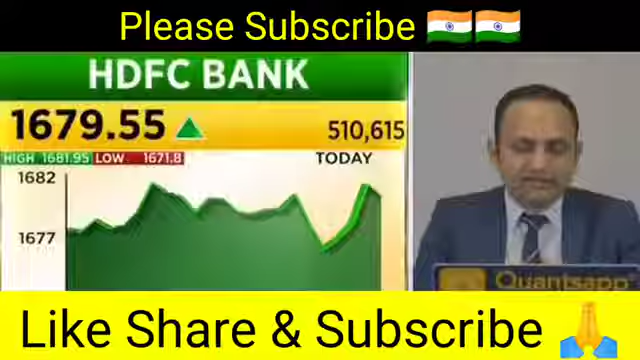 Please Subscribe 🇮🇳🇮🇳
HDFC BANK
1679.55 ▲ 510,615
HIGH 1681.95 LOW 1671.8 TODAY
1682
1677
Quantsapp
Like Share & Subscribe 🙏